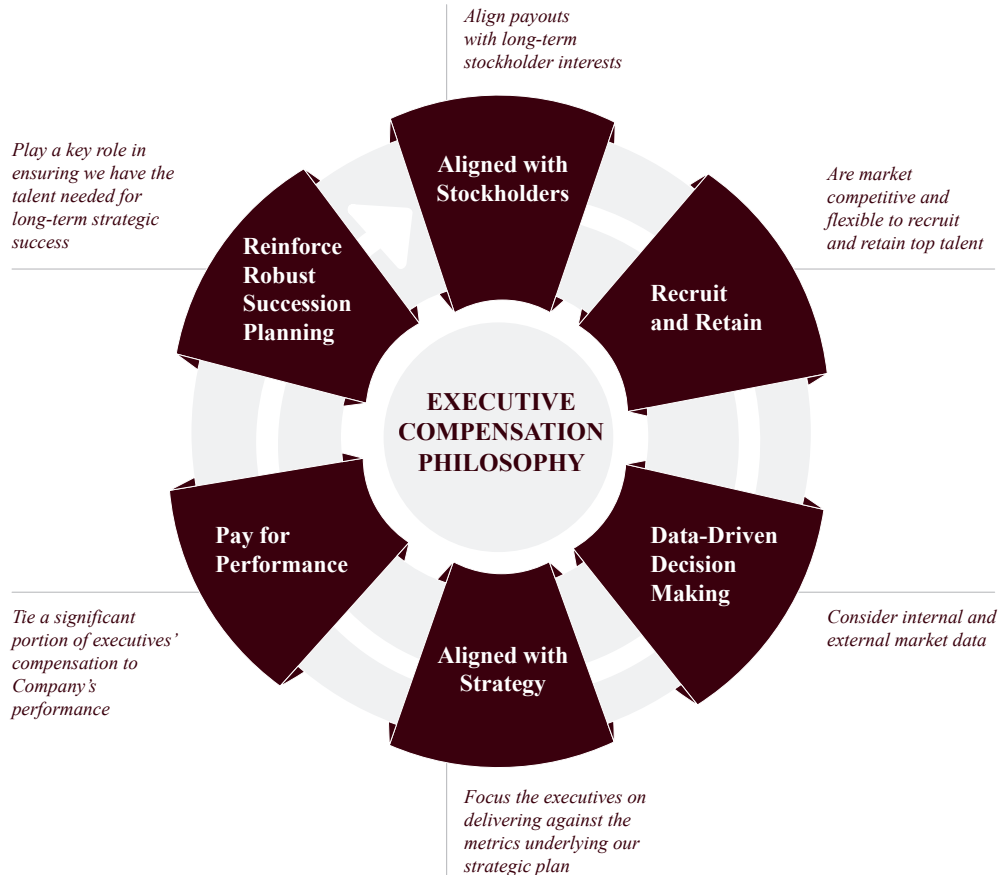 Align payouts
with long-term
stockholder interests
Aligned with
Stockholders
Are market
competitive and
flexible to recruit
and retain top talent
Recruit
and Retain
Data-Driven
Decision
Making
Consider internal and
external market data
Aligned with
Strategy
Focus the executives on
delivering against the
metrics underlying our
strategic plan
Pay for
Performance
Tie a significant
portion of executives’
compensation to
Company’s
performance
Play a key role in
ensuring we have the
talent needed for
long-term strategic
success
Reinforce
Robust
Succession
Planning
EXECUTIVE
COMPENSATION
PHILOSOPHY